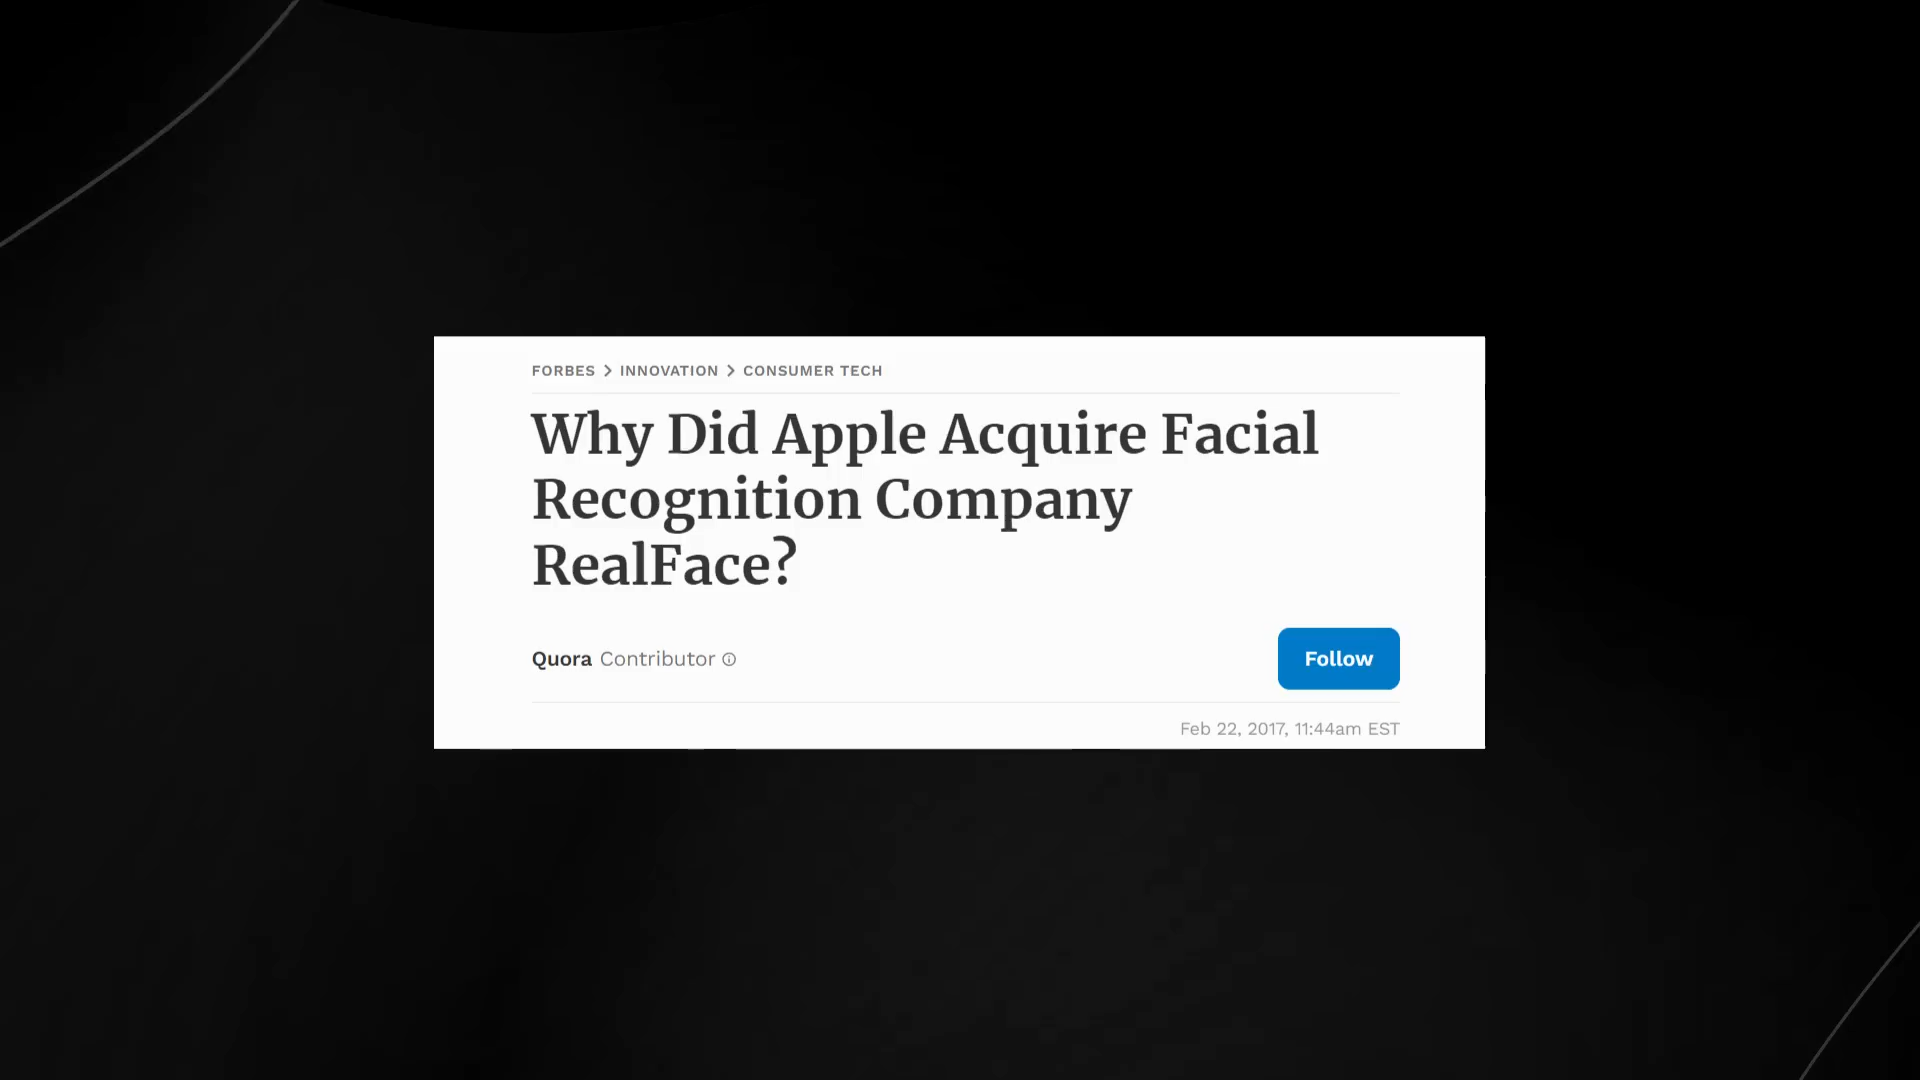 FORBES > INNOVATION > CONSUMER TECH
Why Did Apple Acquire Facial
Recognition Company
RealFace?
Quora Contributor
Follow
Feb 22, 2017, 11:44am EST